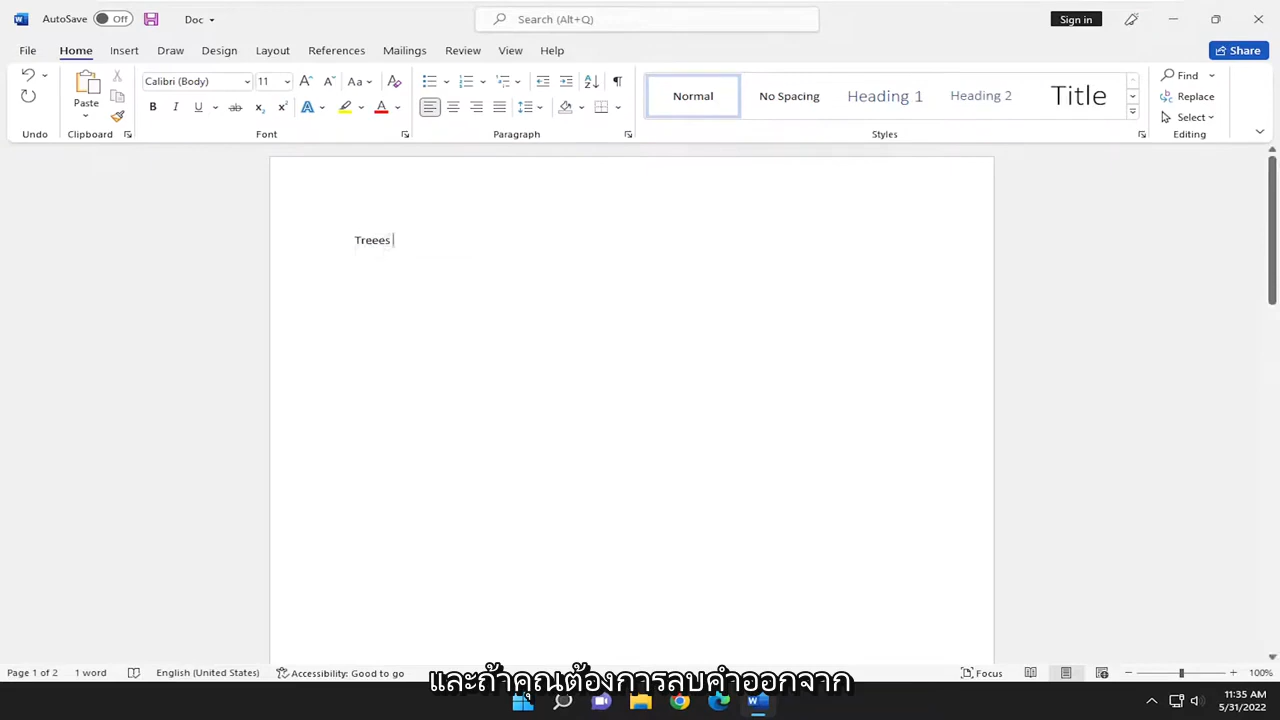 AutoSave Off Doc Search (Alt+Q) Sign in
File Home Insert Draw Design Layout References Mailings Review View Help Share
Calibri (Body) 11 Aa Normal No Spacing Heading 1 Heading 2 Title Find
Paste B I U ab x₂ x² A A Replace
Select
Undo Clipboard Font Paragraph Styles Editing
Treees
Page 1 of 2 1 word English (United States) Accessibility: Good to go Focus 100%
และถ้าคุณต้องการลบคำออกจาก
11:35 AM
5/31/2022